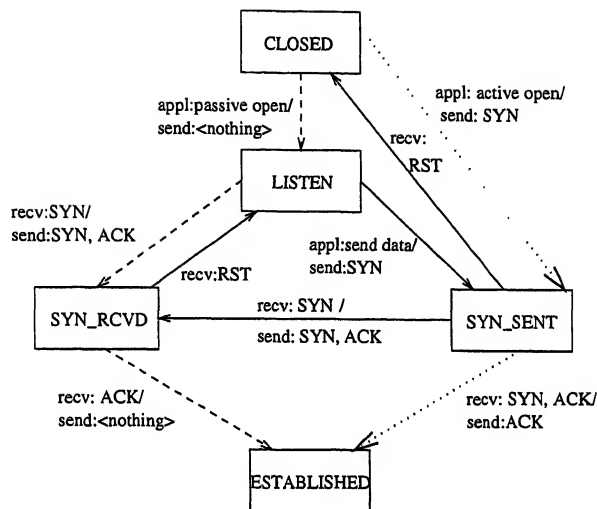 CLOSED
appl:passive open/
send:<nothing>
appl: active open/
send: SYN
recv:
RST
LISTEN
recv:SYN/
send:SYN, ACK
appl:send data/
send:SYN
recv:RST
SYN_RCVD
recv: SYN /
send: SYN, ACK
SYN_SENT
recv: ACK/
send:<nothing>
recv: SYN, ACK/
send:ACK
ESTABLISHED